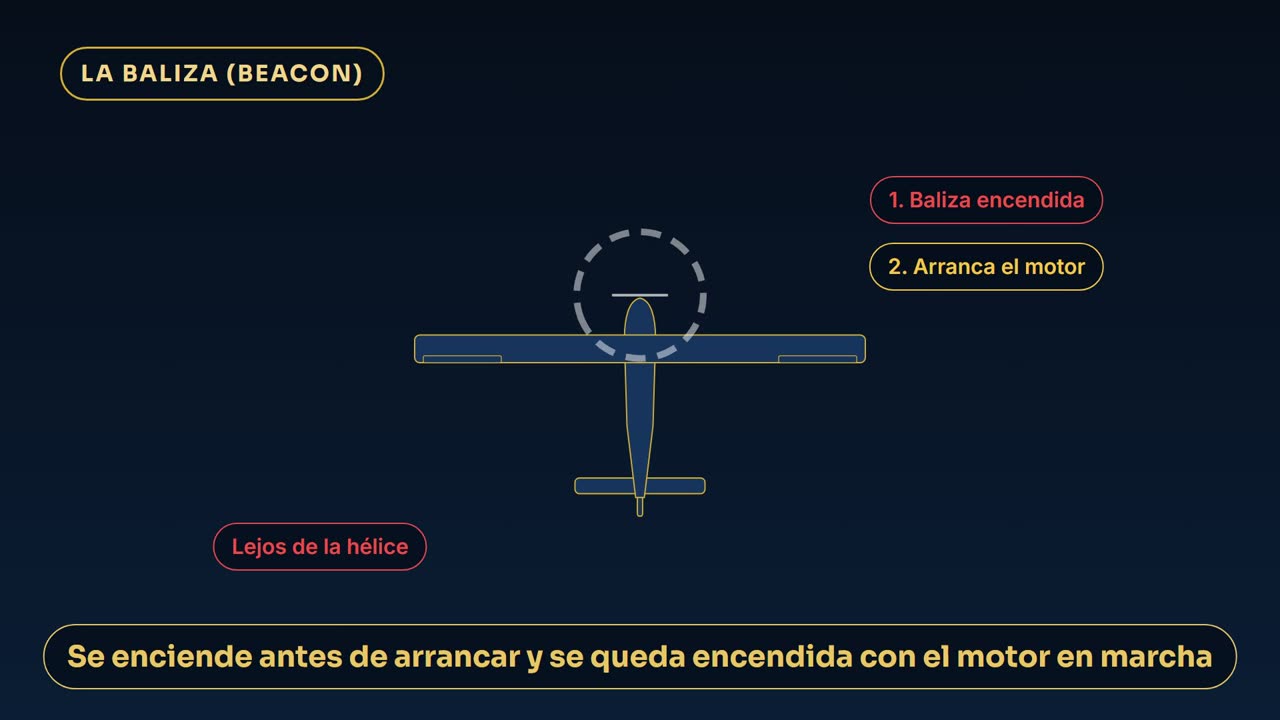 LA BALIZA (BEACON)
1. Baliza encendida
2. Arranca el motor
Lejos de la hélice
Se enciende antes de arrancar y se queda encendida con el motor en marcha